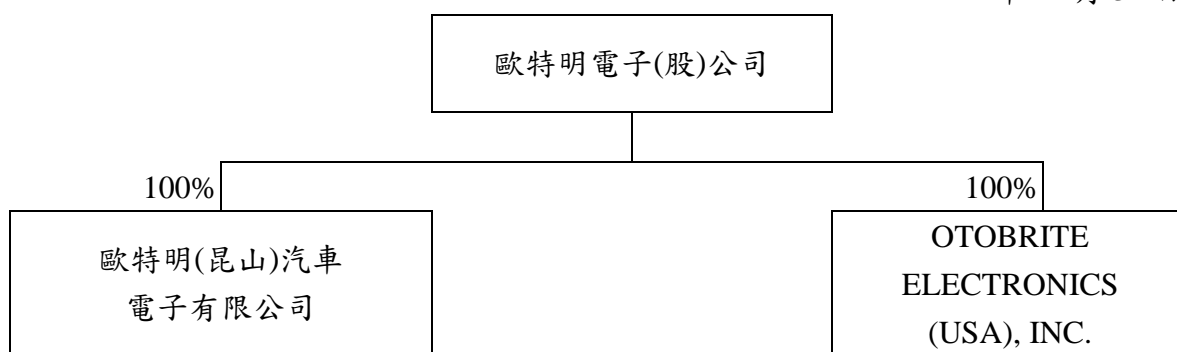 歐特明電子(股)公司
100%
100%
歐特明(昆山)汽車
電子有限公司
OTOBRITE
ELECTRONICS
(USA), INC.